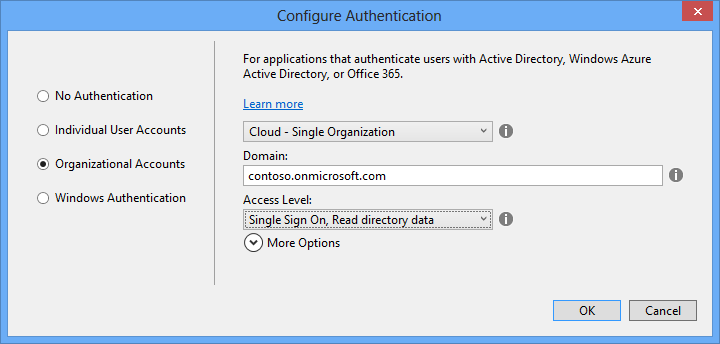 Configure Authentication
No Authentication
Individual User Accounts
Organizational Accounts
Windows Authentication
For applications that authenticate users with Active Directory, Windows Azure
Active Directory, or Office 365.
Learn more
Cloud - Single Organization
Domain:
contoso.onmicrosoft.com
Access Level:
Single Sign On, Read directory data
More Options
OK
Cancel